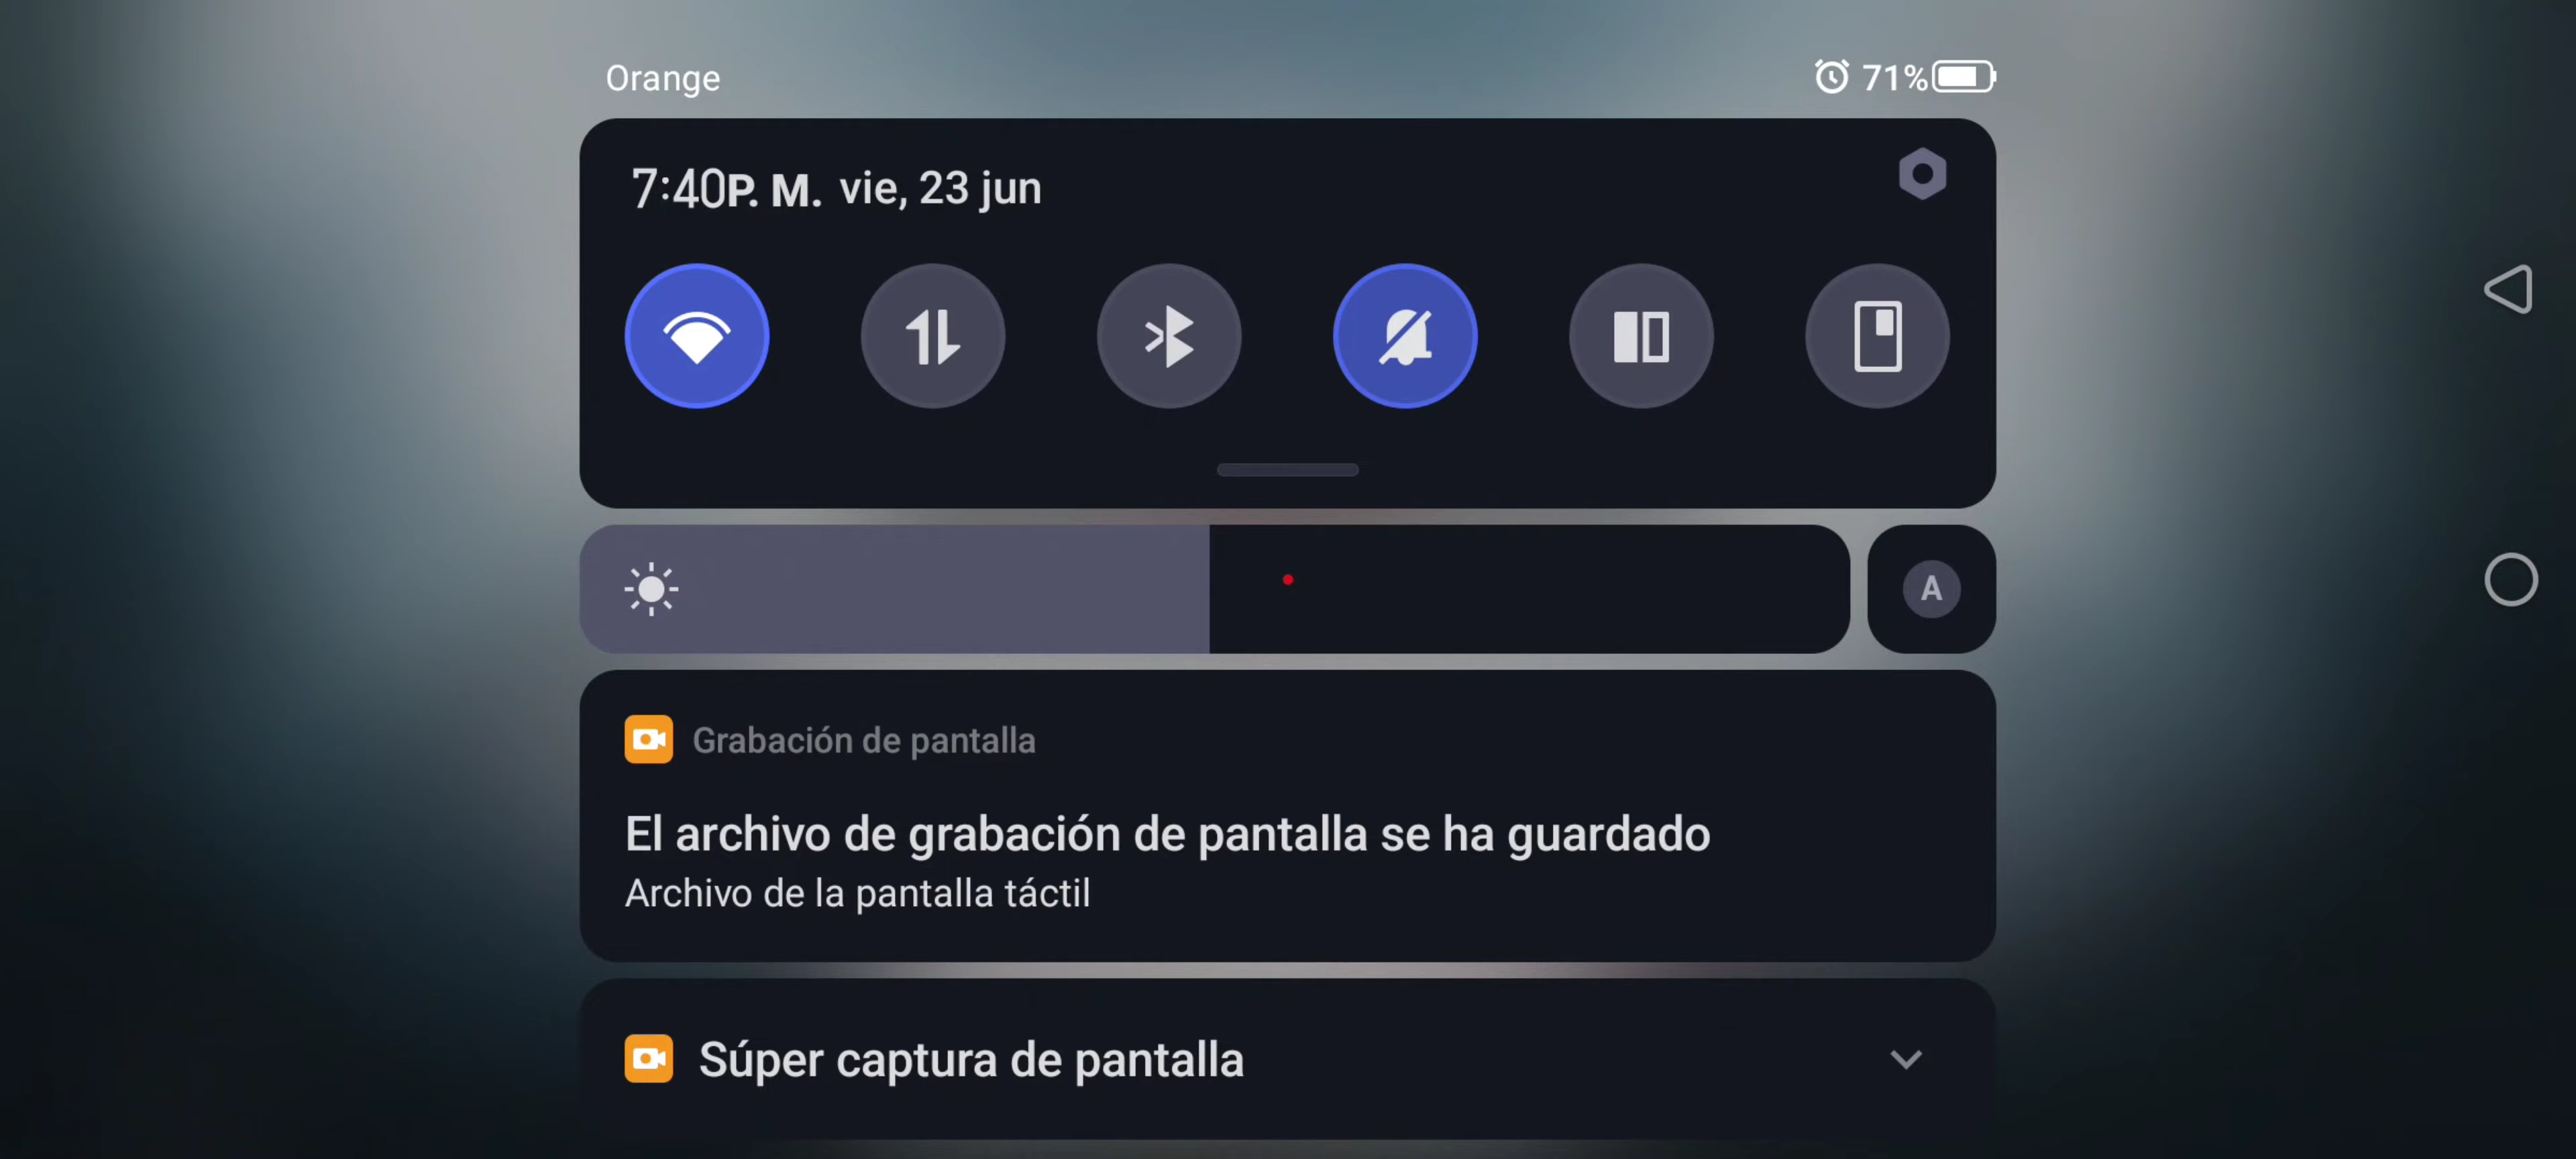 Orange
71%
7:40P. M. vie, 23 jun
A
Grabación de pantalla
El archivo de grabación de pantalla se ha guardado
Archivo de la pantalla táctil
Súper captura de pantalla